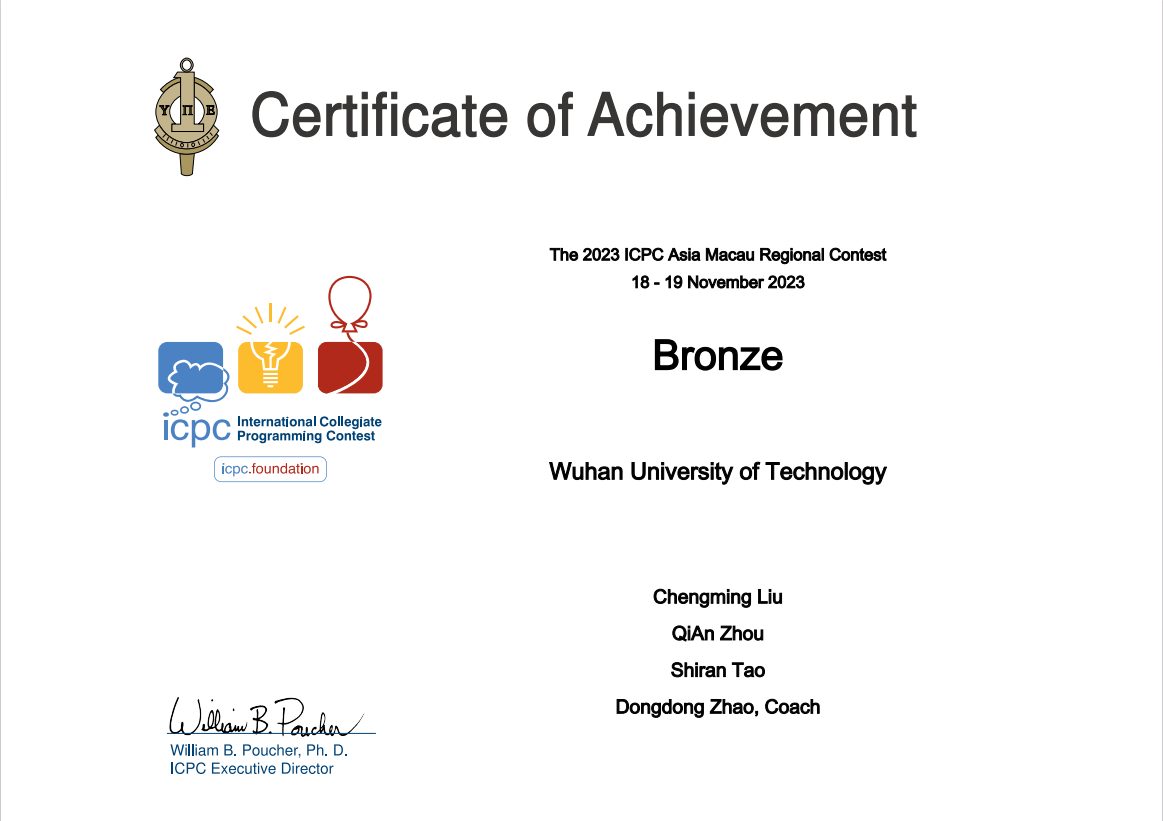 Υ Π Ε
Certificate of Achievement
The 2023 ICPC Asia Macau Regional Contest
18 - 19 November 2023
Bronze
icpc International Collegiate
Programming Contest
icpc.foundation
Wuhan University of Technology
Chengming Liu
QiAn Zhou
Shiran Tao
Dongdong Zhao, Coach
William B. Poucher
William B. Poucher, Ph. D.
ICPC Executive Director